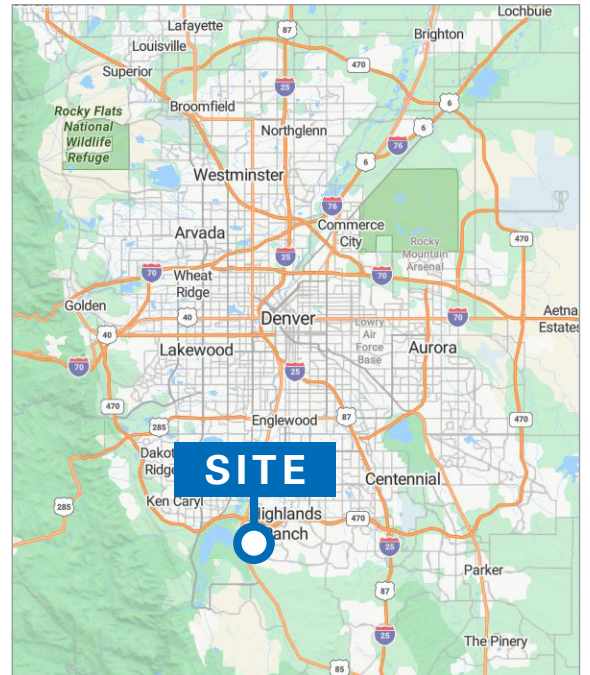 Lochbuie
Lafayette
87
Brighton
Louisville
470
Superior
25
6
Rocky Flats
National
Wildlife
Refuge
Broomfield
Northglenn
6
76
6
Westminster
76
Commerce
City
Arvada
Rocky
Mountain
Arsenal
470
25
70
Wheat
Ridge
70
Golden
40
Denver
70
Aetna
Estates
40
Lowry
Air
Force
Base
Lakewood
Aurora
70
25
470
87
Englewood
470
285
SITE
Ridge
Centennial
Ken Caryl
285
470
25
Parker
87
25
The Pinery
85